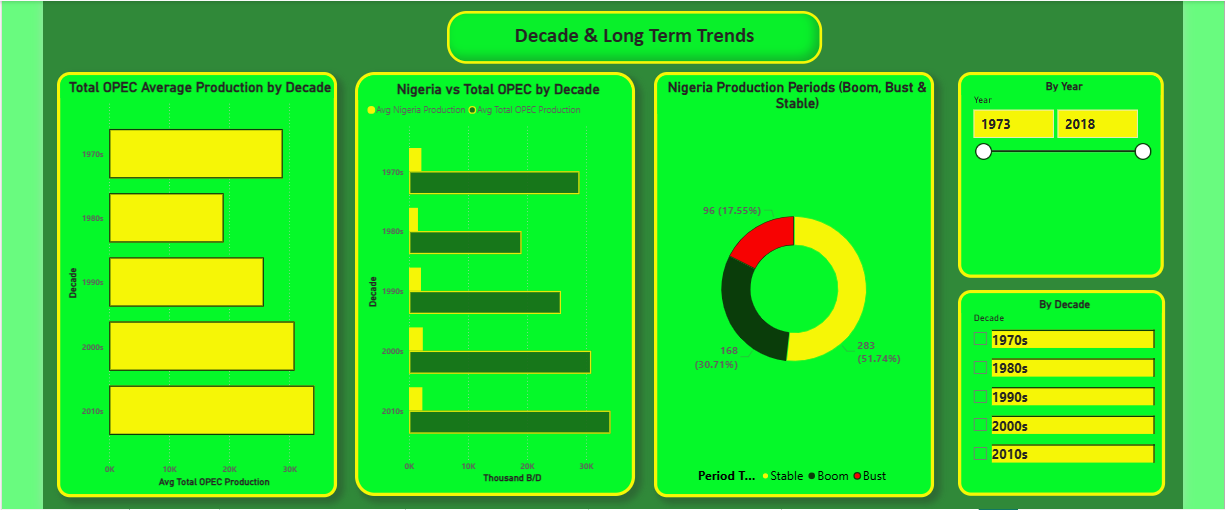 Decade & Long Term Trends
Total OPEC Average Production by Decade
1970s
1980s
1990s
2000s
2010s
Decade
0K 10K 20K 30K
Avg Total OPEC Production
Nigeria vs Total OPEC by Decade
Avg Nigeria Production Avg Total OPEC Production
1970s
1980s
1990s
2000s
2010s
Decade
0K 10K 20K 30K
Thousand B/D
Nigeria Production Periods (Boom, Bust &
Stable)
96 (17.55%)
168
(30.71%)
283
(51.74%)
Period T... Stable Boom Bust
By Year
Year
1973 2018
By Decade
Decade
1970s
1980s
1990s
2000s
2010s